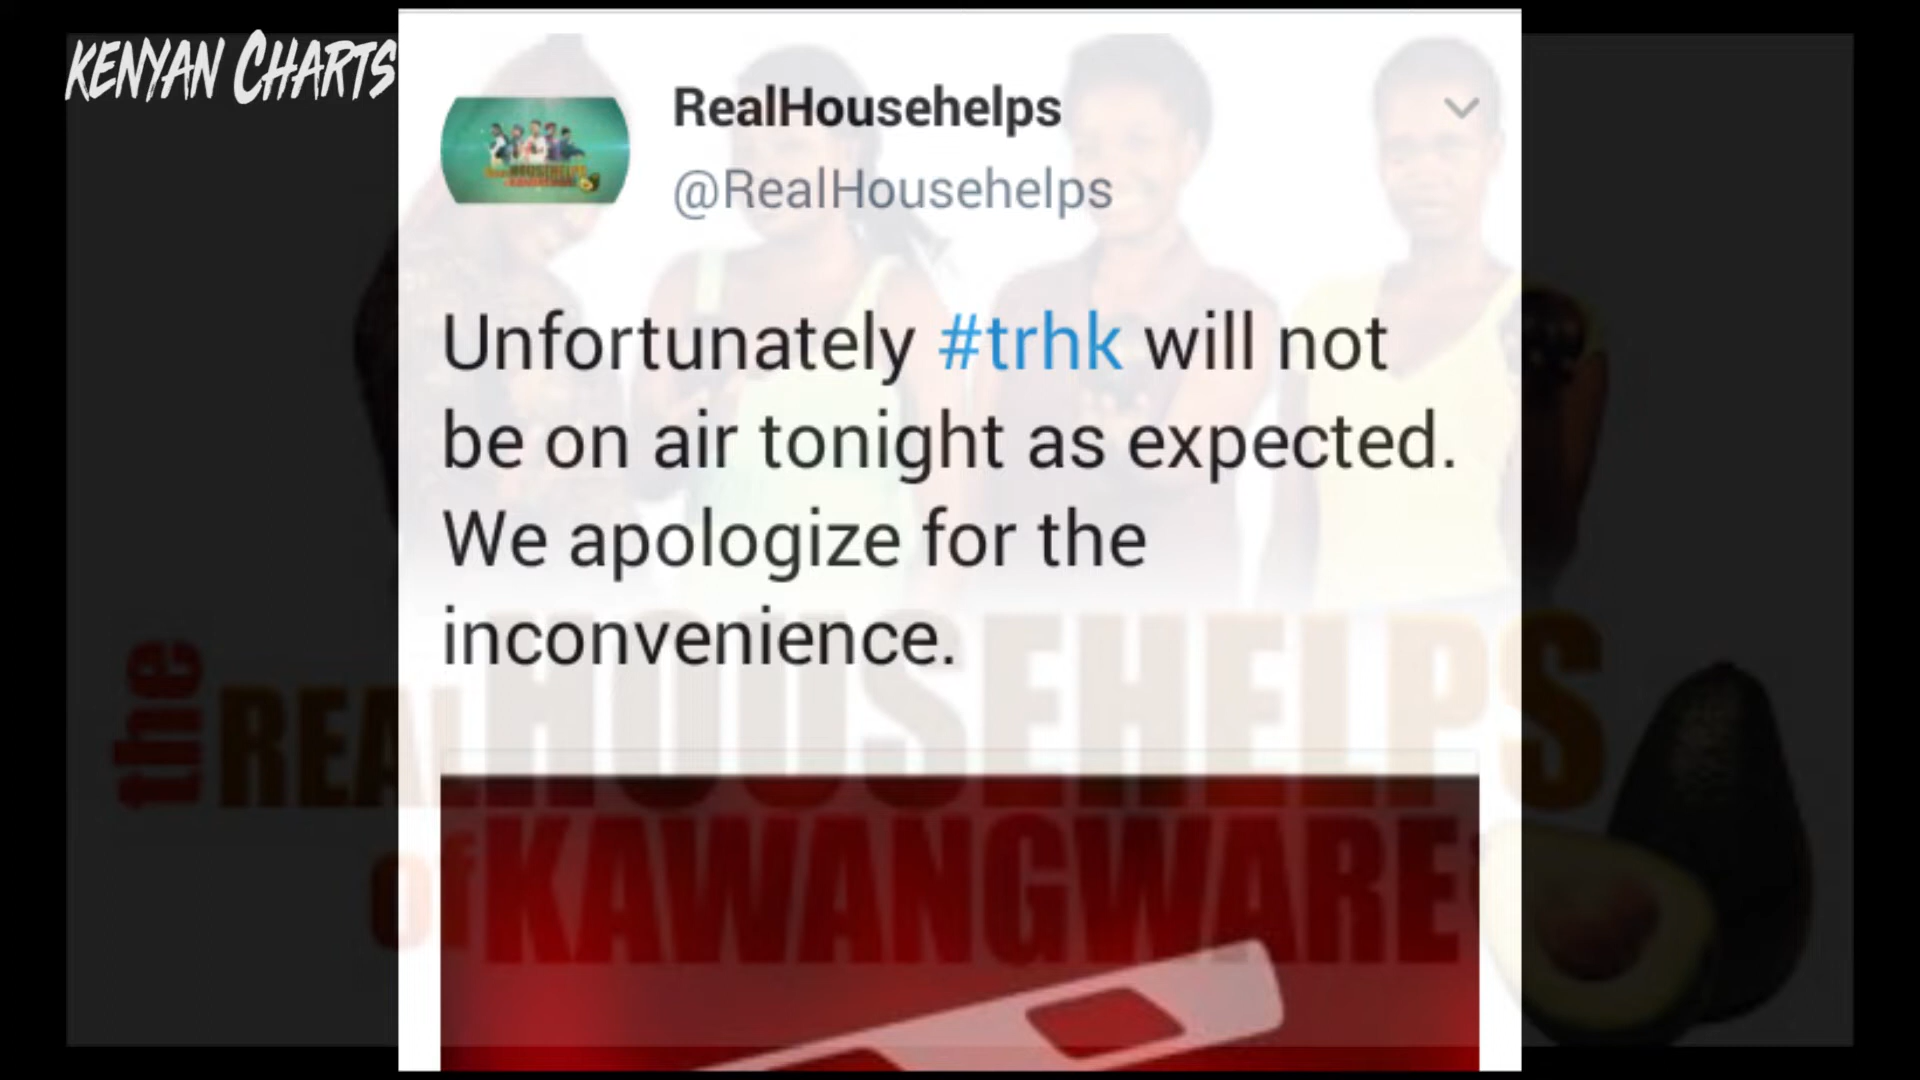 KENYAN CHARTS
RealHousehelps
@RealHousehelps
Unfortunately #trhk will not
be on air tonight as expected.
We apologize for the
inconvenience.
the
REAL HOUSEHELPS
of KAWANGWARE